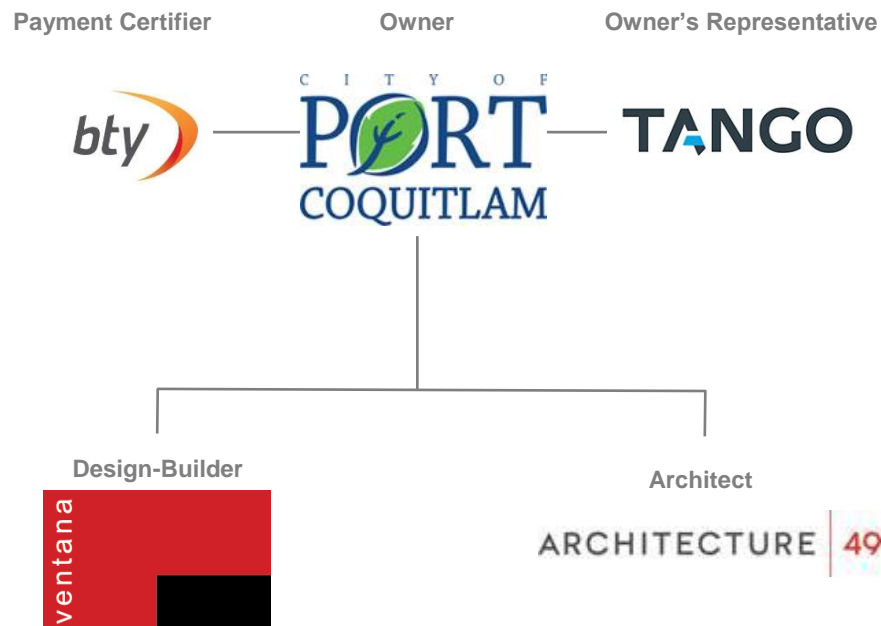 Payment Certifier
Owner
Owner's Representative
CITY OF
PORT
COQUITLAM
bty
TANGO
Design-Builder
Architect
ventana
ARCHITECTURE 49